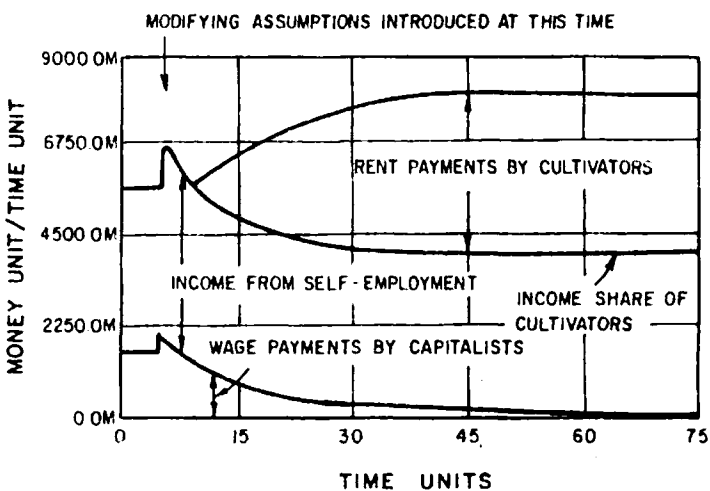 MODIFYING ASSUMPTIONS INTRODUCED AT THIS TIME
MONEY UNIT/TIME UNIT
9000 0M
6750.0M
4500 0M
2250 0M
0 0M
RENT PAYMENTS BY CULTIVATORS
INCOME FROM SELF-EMPLOYMENT
INCOME SHARE OF
CULTIVATORS
WAGE PAYMENTS BY CAPITALISTS
0 15 30 45 60 75
TIME UNITS